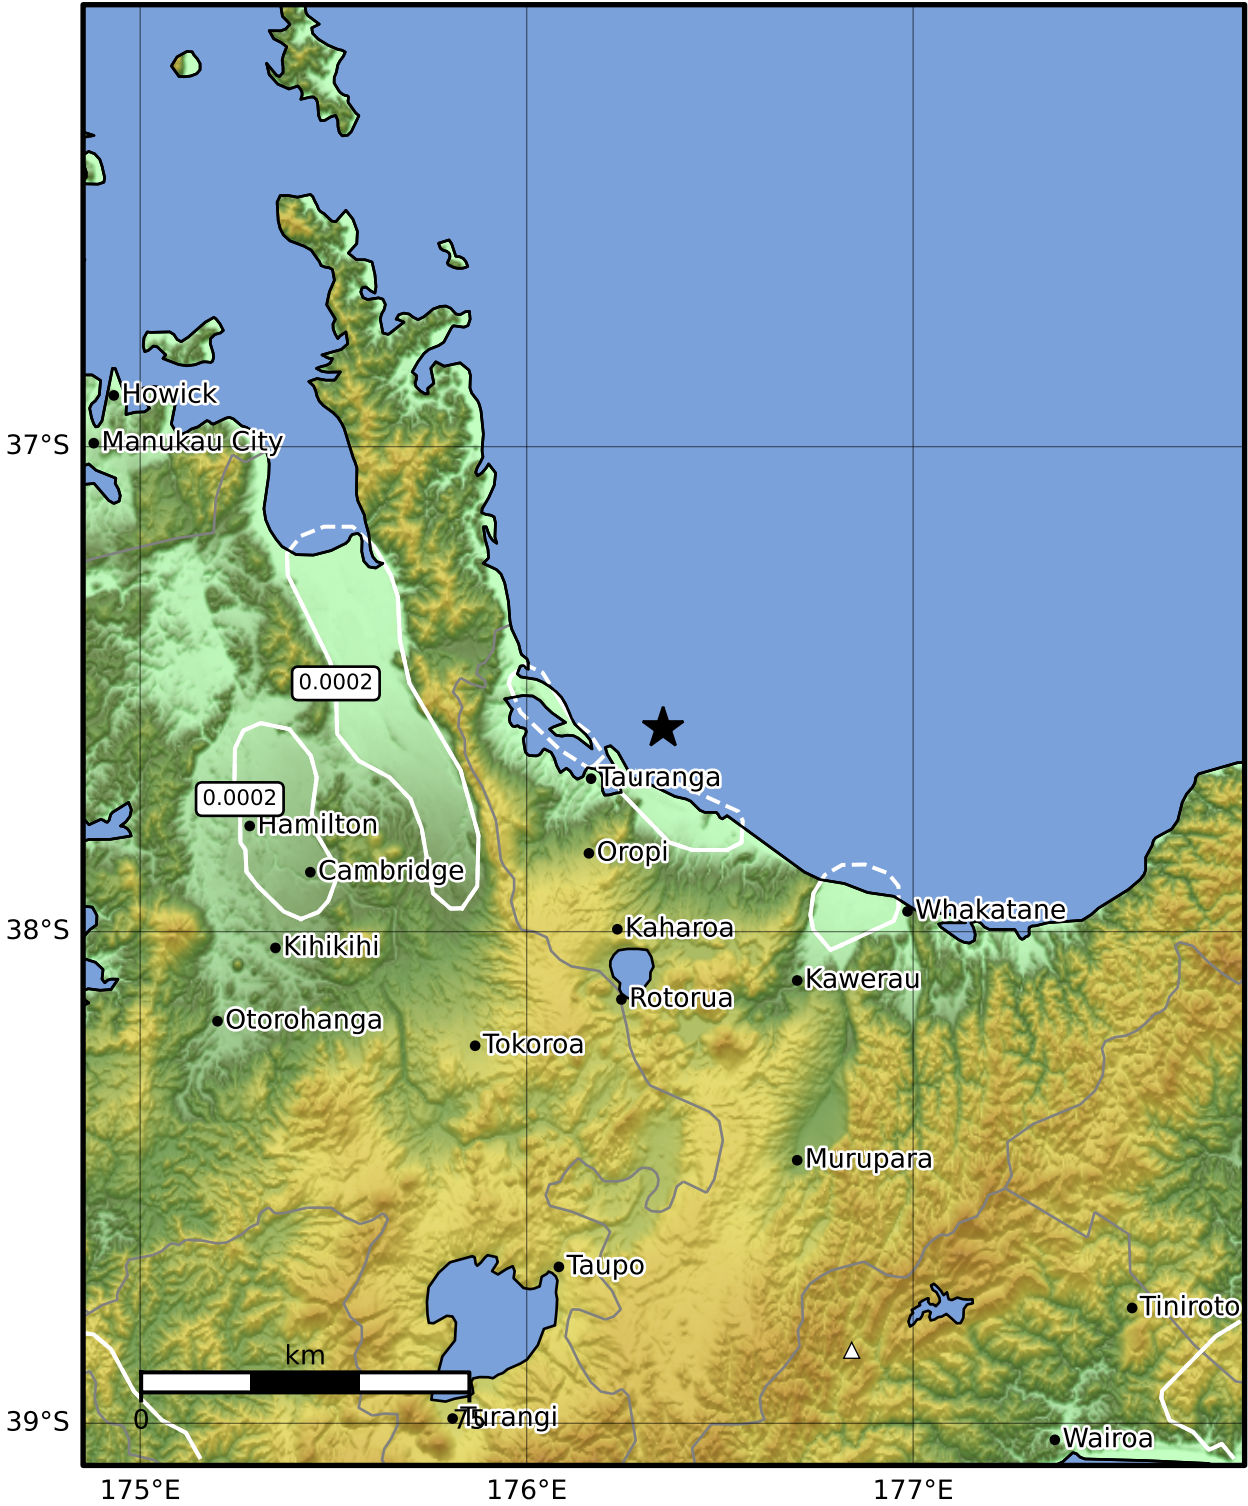 Howick
37°S
Manukau City
0.0002
Tauranga
0.0002
Hamilton
Oropi
Cambridge
Whakatane
Kaharoa
38°S
Kihikihi
Kawerau
Rotorua
Otorohanga
Tokoroa
Murupara
Taupo
Tiniroto
km
0
75
Turangi
39°S
Wairoa
175°E
176°E
177°E